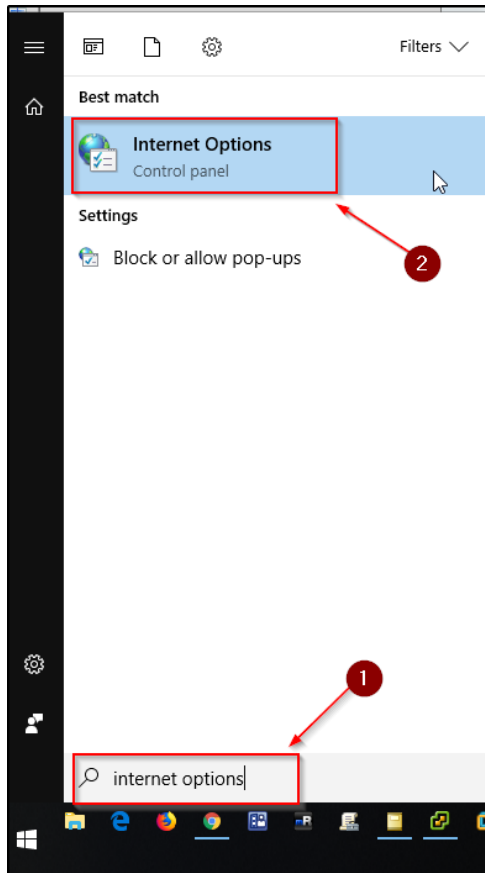 Filters
Best match
Internet Options
Control panel
Settings
Block or allow pop-ups
2
1
internet options